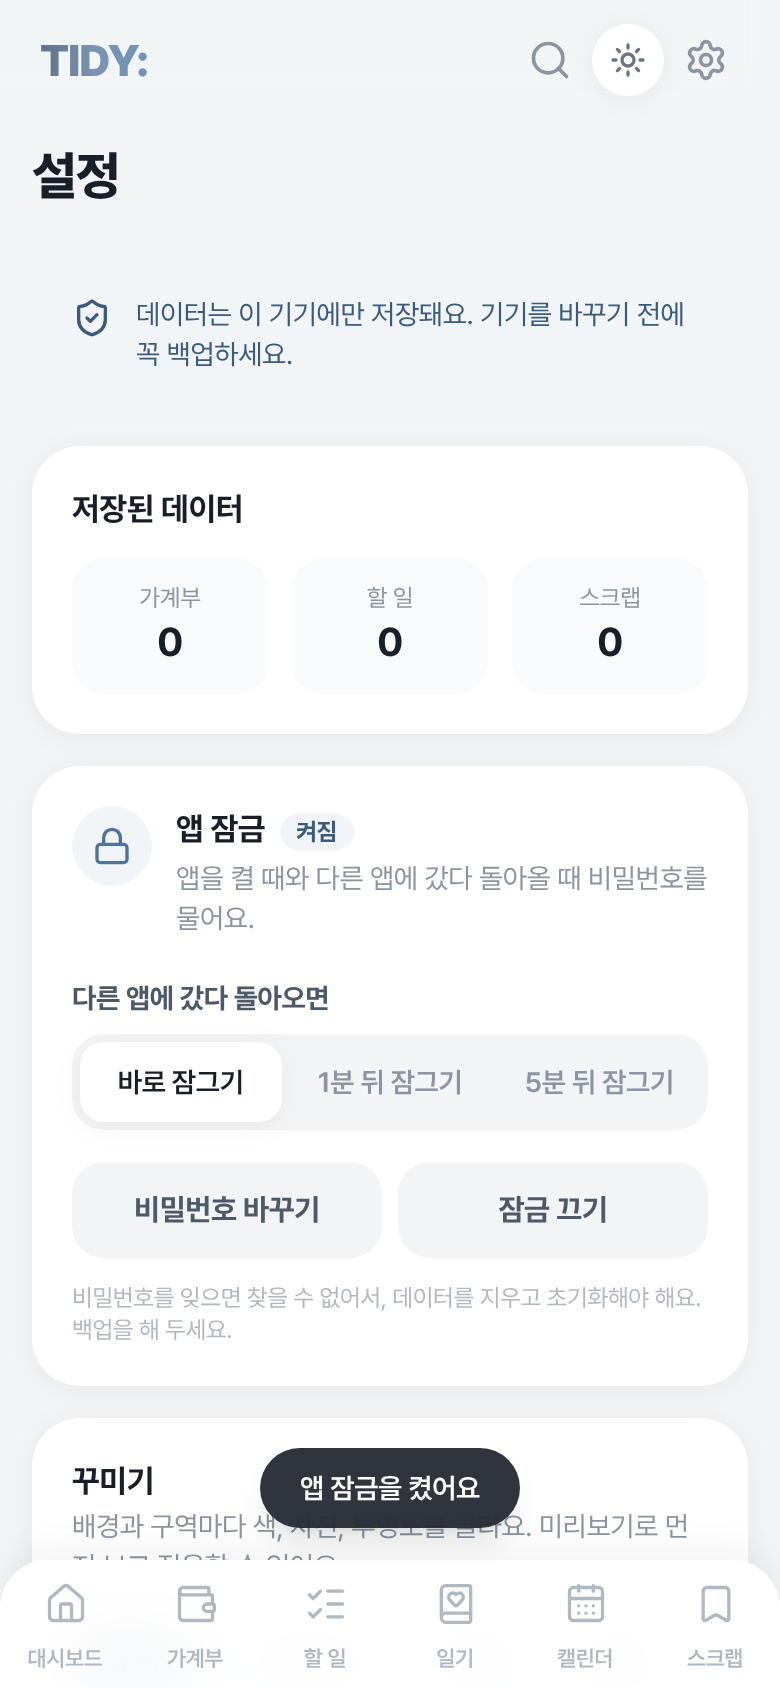 TIDY:
설정
데이터는 이 기기에만 저장돼요. 기기를 바꾸기 전에
꼭 백업하세요.
저장된 데이터
가계부
할 일
스크랩
0
0
0
앱 잠금
켜짐
앱을 켤 때와 다른 앱에 갔다 돌아올 때 비밀번호를
물어요.
다른 앱에 갔다 돌아오면
바로 잠그기
1분 뒤 잠그기
5분 뒤 잠그기
비밀번호 바꾸기
잠금 끄기
비밀번호를 잊으면 찾을 수 없어서, 데이터를 지우고 초기화해야 해요.
백업을 해 두세요.
꾸미기
앱 잠금을 켰어요
배경과 구역마다 색, 사진, 투명도를 골라요. 미리보기로 먼
대시보드
가계부
할 일
일기
캘린더
스크랩